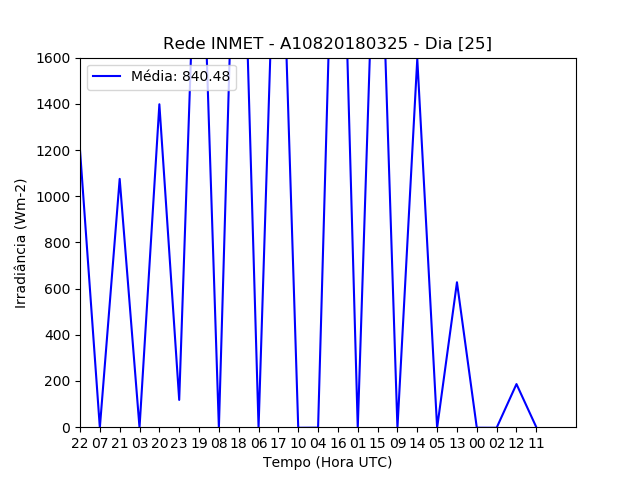 Rede INMET - A10820180325 - Dia [25]
Média: 840.48
1600
1400
1200
1000
800
600
400
200
0
Irradiância (Wm-2)
22 07 21 03 20 23 19 08 18 06 17 10 04 16 01 15 09 14 05 13 00 02 12 11
Tempo (Hora UTC)